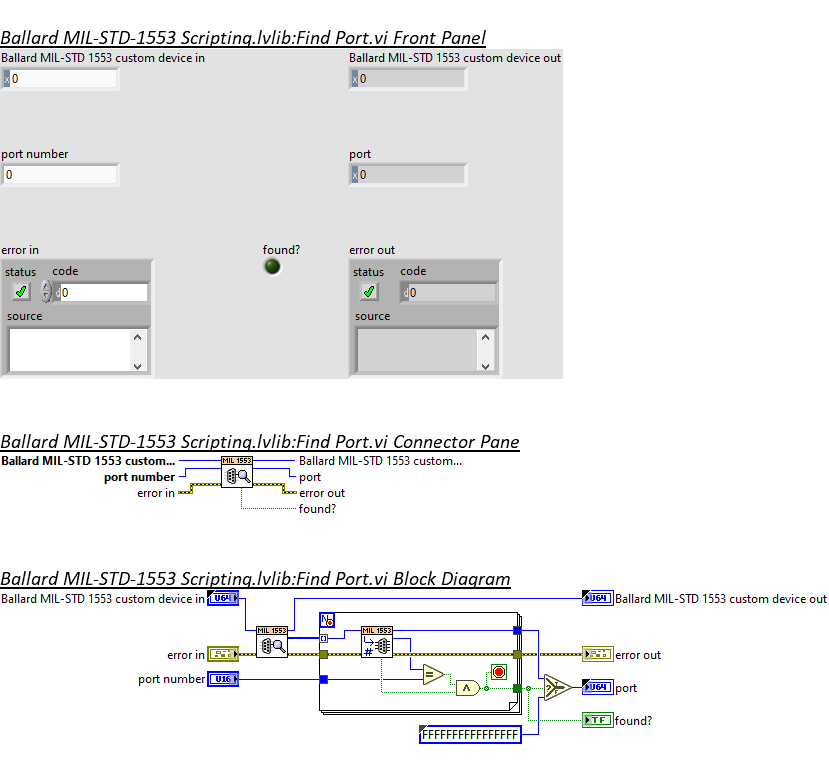 Ballard MIL-STD-1553 Scripting.lvlib:Find Port.vi Front Panel
Ballard MIL-STD 1553 custom device in
Ballard MIL-STD 1553 custom device out
x 0
x 0
port number
port
0
x 0
error in
found?
error out
status code
status code
d 0
d 0
source
source
Ballard MIL-STD-1553 Scripting.lvlib:Find Port.vi Connector Pane
Ballard MIL-STD 1553 custom...
MIL 1553
Ballard MIL-STD 1553 custom...
port number
port
error in
error out
found?
Ballard MIL-STD-1553 Scripting.lvlib:Find Port.vi Block Diagram
Ballard MIL-STD 1553 custom device in
U64
U64
Ballard MIL-STD 1553 custom device out
N
MIL 1553
MIL 1553
#
error in
error out
port number
U16
=
∧
?
T
F
U64
port
TF
found?
FFFFFFFFFFFFFFFF